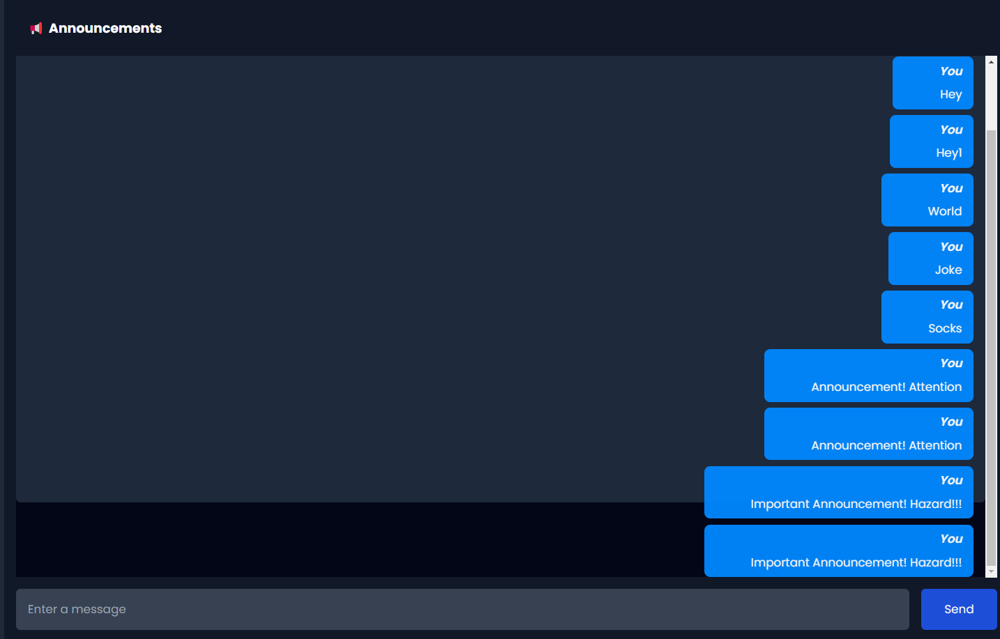 Announcements
You
Hey
You
Hey1
You
World
You
Joke
You
Socks
You
Announcement! Attention
You
Announcement! Attention
You
Important Announcement! Hazard!!!
You
Important Announcement! Hazard!!!
Enter a message
Send